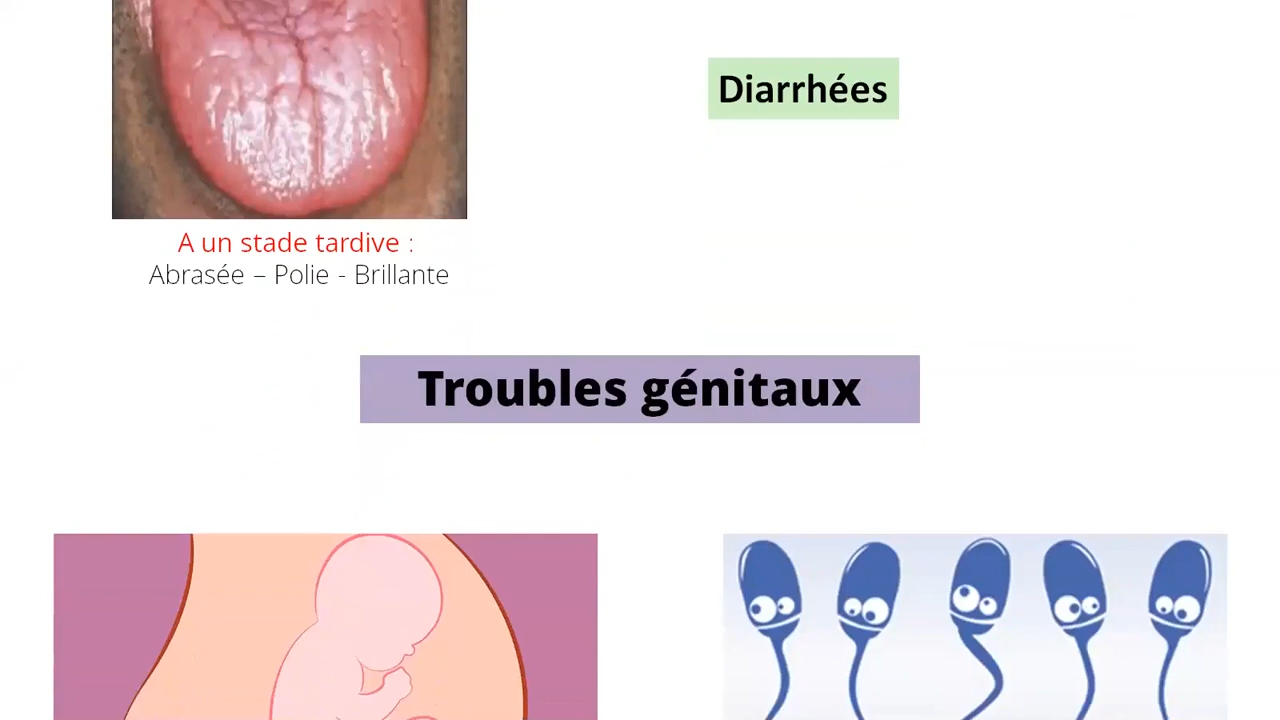 Diarrhées
A un stade tardive :
Abrasée – Polie - Brillante
Troubles génitaux